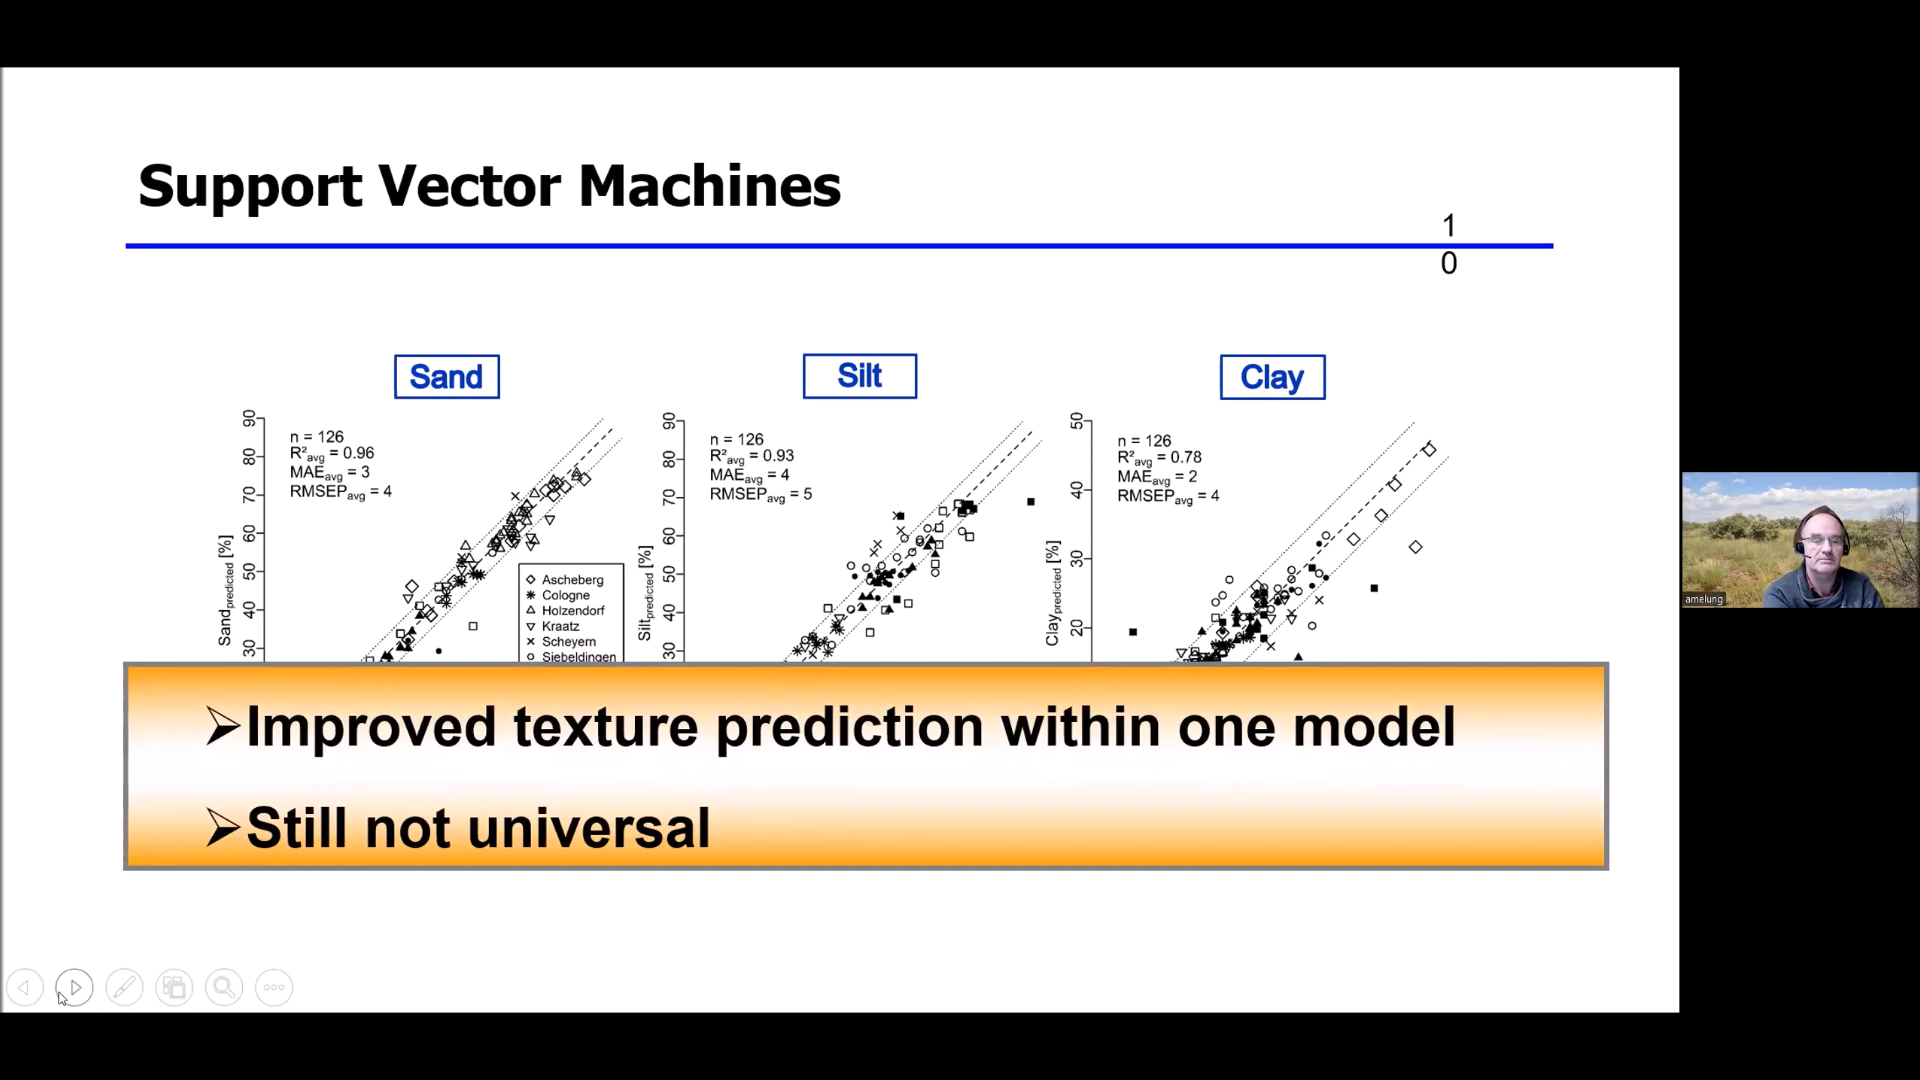 Support Vector Machines
1
0
Sand
Silt
Clay
90
80
70
60
50
40
30
Sandpredicted [%]
n = 126
R²avg = 0.96
MAEavg = 3
RMSEPavg = 4
Ascheberg
Cologne
Holzendorf
Kraatz
Scheyern
Siebeldingen
90
80
70
60
50
40
30
Siltpredicted [%]
n = 126
R²avg = 0.93
MAEavg = 4
RMSEPavg = 5
50
40
30
20
Claypredicted [%]
n = 126
R²avg = 0.78
MAEavg = 2
RMSEPavg = 4
➢Improved texture prediction within one model
➢Still not universal
amelung